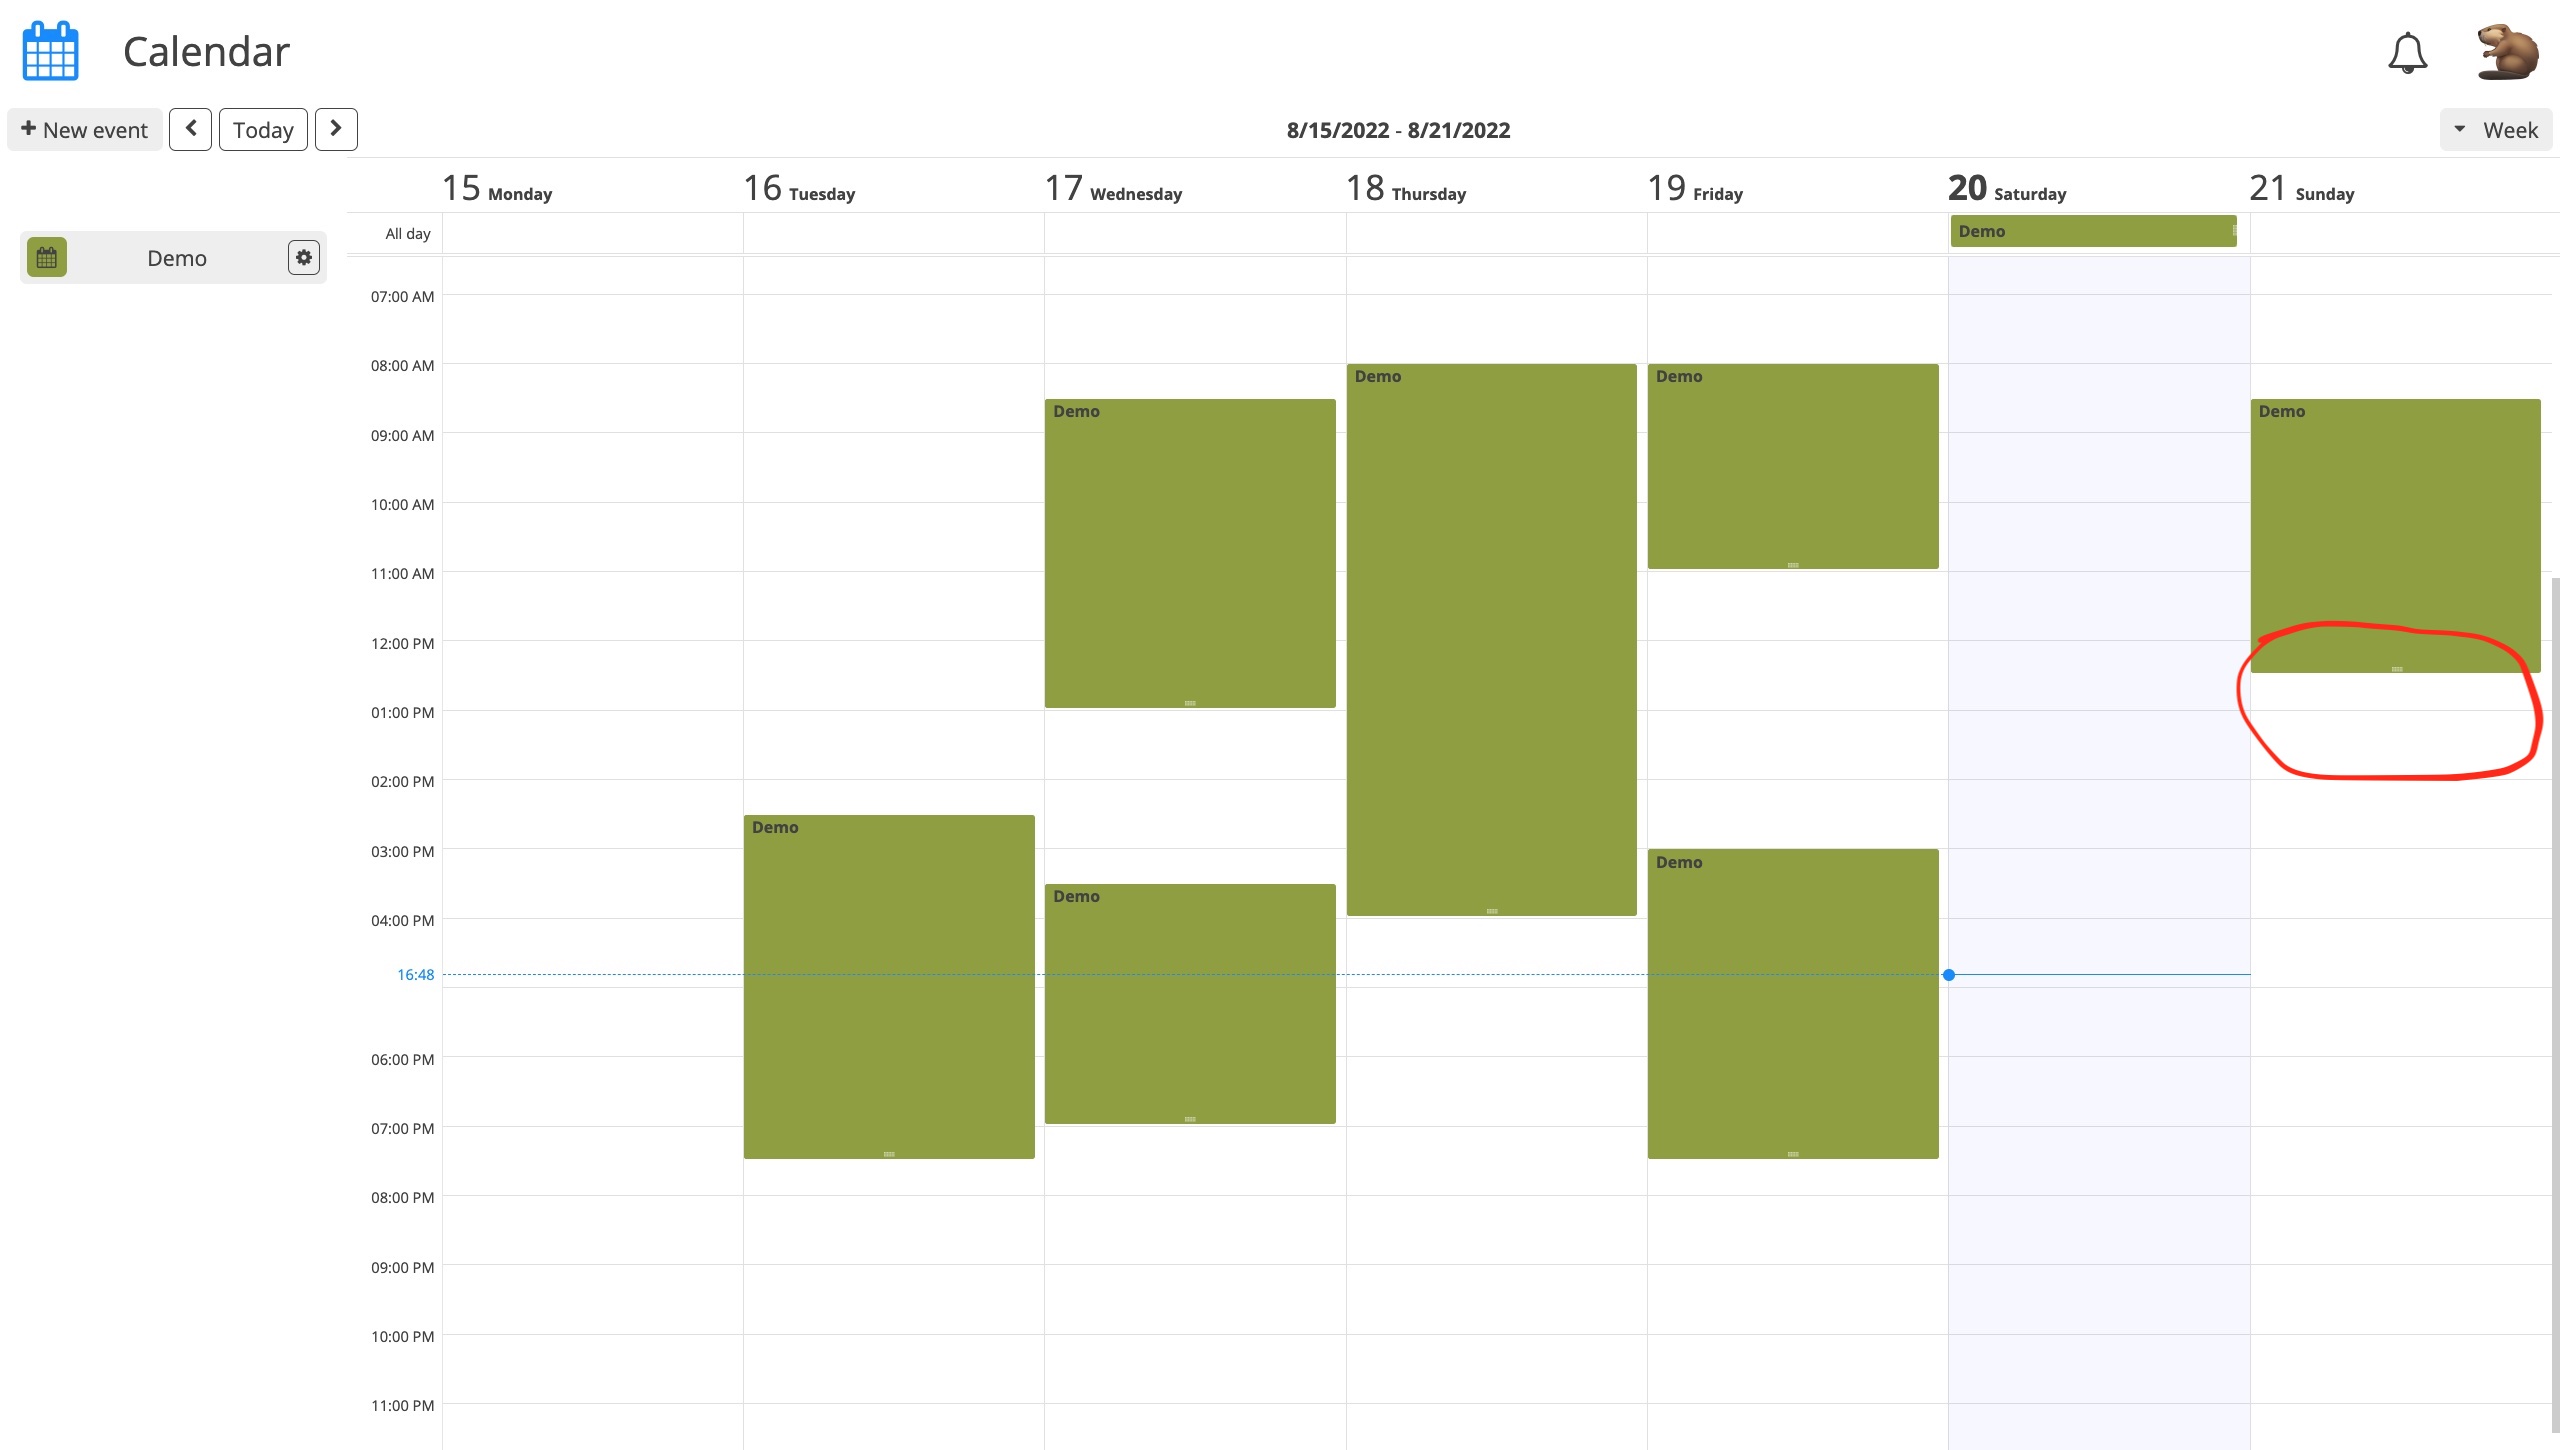 Calendar
+ New event
Today
8/15/2022 - 8/21/2022
Week
15 Monday
16 Tuesday
17 Wednesday
18 Thursday
19 Friday
20 Saturday
21 Sunday
All day
Demo
Demo
07:00 AM
08:00 AM
Demo
Demo
Demo
Demo
09:00 AM
10:00 AM
11:00 AM
12:00 PM
01:00 PM
02:00 PM
Demo
03:00 PM
Demo
Demo
04:00 PM
16:48
06:00 PM
07:00 PM
08:00 PM
09:00 PM
10:00 PM
11:00 PM